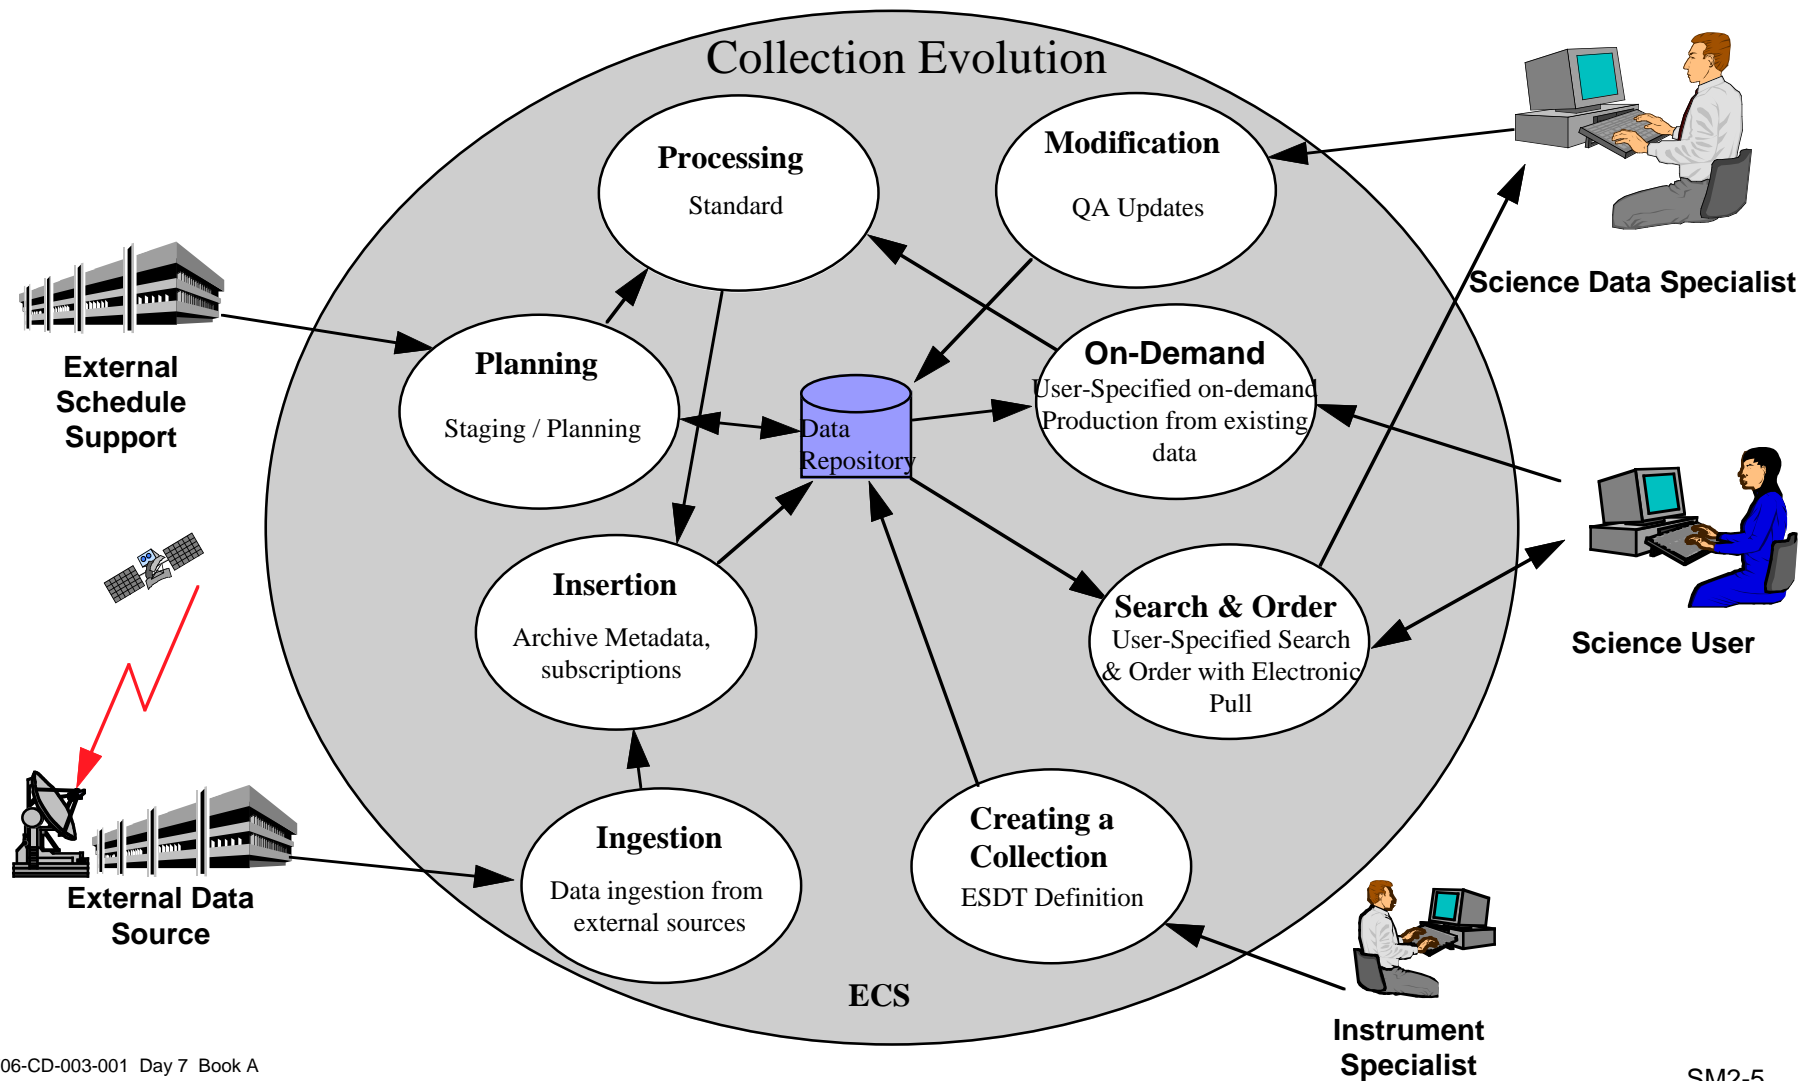 Collection Evolution
Processing
Standard
Modification
QA Updates
Science Data Specialist
External
Schedule
Support
Planning
Staging / Planning
Data
Repository
On-Demand
User-Specified on-demand
Production from existing
data
Insertion
Archive Metadata,
subscriptions
Search & Order
User-Specified Search
& Order with Electronic
Pull
Science User
External Data
Source
Ingestion
Data ingestion from
external sources
Creating a
Collection
ESDT Definition
ECS
Instrument
Specialist
06-CD-003-001 Day 7 Book A
SM2-5